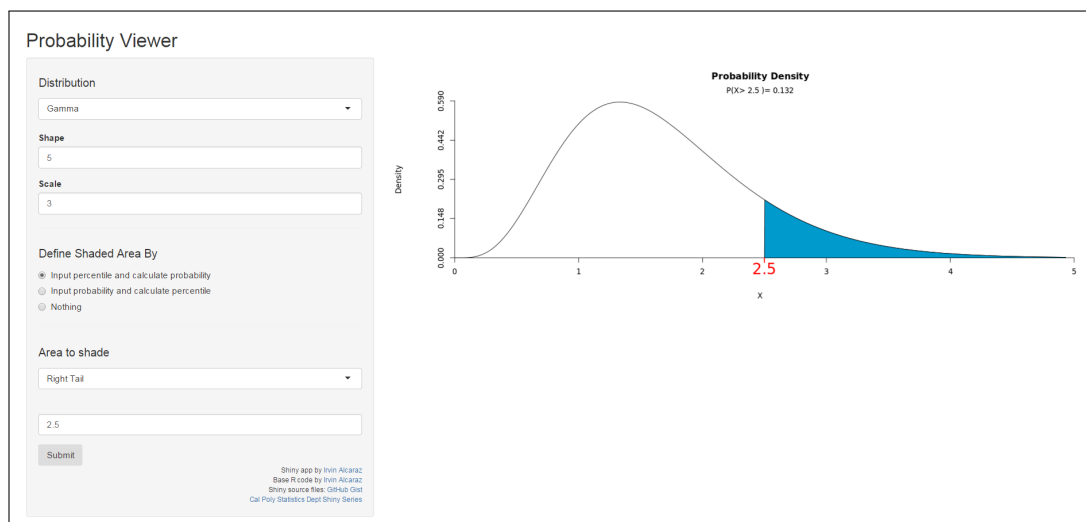 Probability Viewer
Distribution
Gamma
Shape
5
Scale
3
Define Shaded Area By
Input percentile and calculate probability
Input probability and calculate percentile
Nothing
Area to shade
Right Tail
2.5
Submit
Shiny app by Irvin Alcaraz
Base R code by Irvin Alcaraz
Shiny source files: GitHub Gist
Cal Poly Statistics Dept Shiny Series
Probability Density
P(X> 2.5 )= 0.132
Density
0.590
0.442
0.295
0.148
0.000
0 1 2 2.5 3 4 5
X